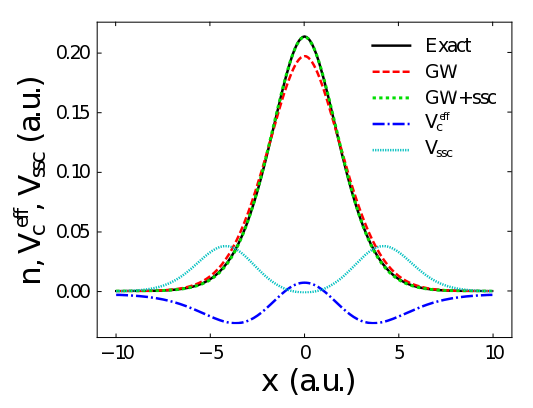 n, V_c^eff, V_ssc (a.u.)
0.20
0.15
0.10
0.05
0.00
Exact
GW
GW+ssc
V_c^eff
V_ssc
−10 −5 0 5 10
x (a.u.)